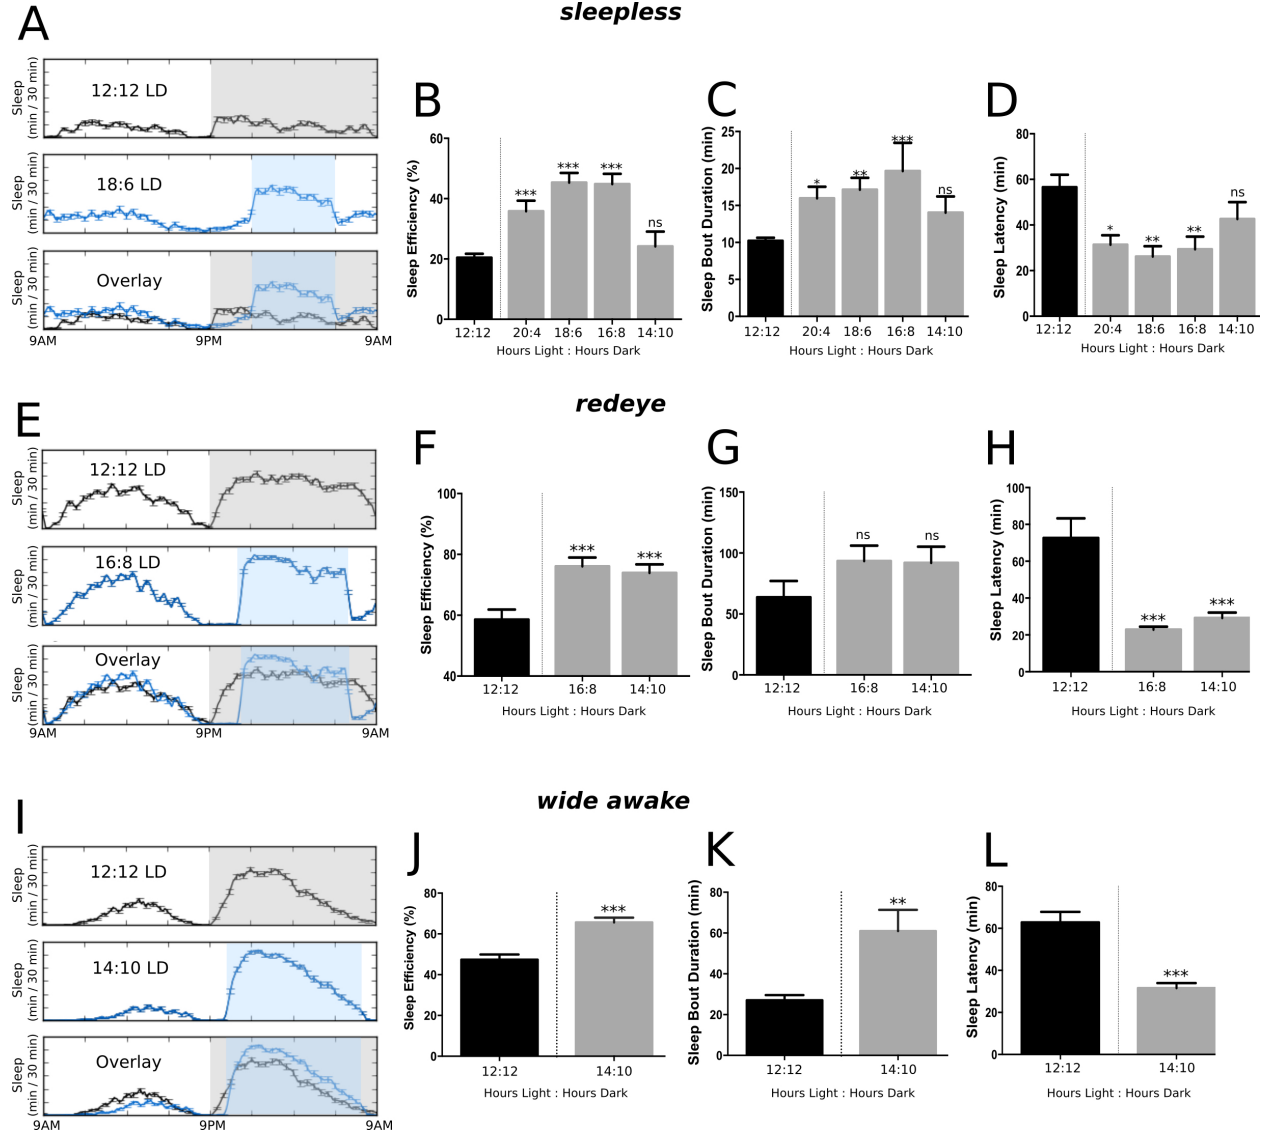 sleepless
A
Sleep
(min / 30 min)
12:12 LD
Sleep
(min / 30 min)
18:6 LD
Sleep
(min / 30 min)
Overlay
9AM 9PM 9AM
B
Sleep Efficiency (%)
60
40
20
0
*** *** *** ns
12:12 20:4 18:6 16:8 14:10
Hours Light : Hours Dark
C
Sleep Bout Duration (min)
25
20
15
10
5
0
* ** *** ns
12:12 20:4 18:6 16:8 14:10
Hours Light : Hours Dark
D
Sleep Latency (min)
80
60
40
20
0
* ** ** ns
12:12 20:4 18:6 16:8 14:10
Hours Light : Hours Dark
redeye
E
Sleep
(min / 30 min)
12:12 LD
Sleep
(min / 30 min)
16:8 LD
Sleep
(min / 30 min)
Overlay
9AM 9PM 9AM
F
Sleep Efficiency (%)
100
80
60
40
*** ***
12:12 16:8 14:10
Hours Light : Hours Dark
G
Sleep Bout Duration (min)
150
100
50
0
ns ns
12:12 16:8 14:10
Hours Light : Hours Dark
H
Sleep Latency (min)
100
80
60
40
20
0
*** ***
12:12 16:8 14:10
Hours Light : Hours Dark
wide awake
I
Sleep
(min / 30 min)
12:12 LD
Sleep
(min / 30 min)
14:10 LD
Sleep
(min / 30 min)
Overlay
9AM 9PM 9AM
J
Sleep Efficiency (%)
80
60
40
20
0
***
12:12 14:10
Hours Light : Hours Dark
K
Sleep Bout Duration (min)
80
60
40
20
0
**
12:12 14:10
Hours Light : Hours Dark
L
Sleep Latency (min)
80
60
40
20
0
***
12:12 14:10
Hours Light : Hours Dark